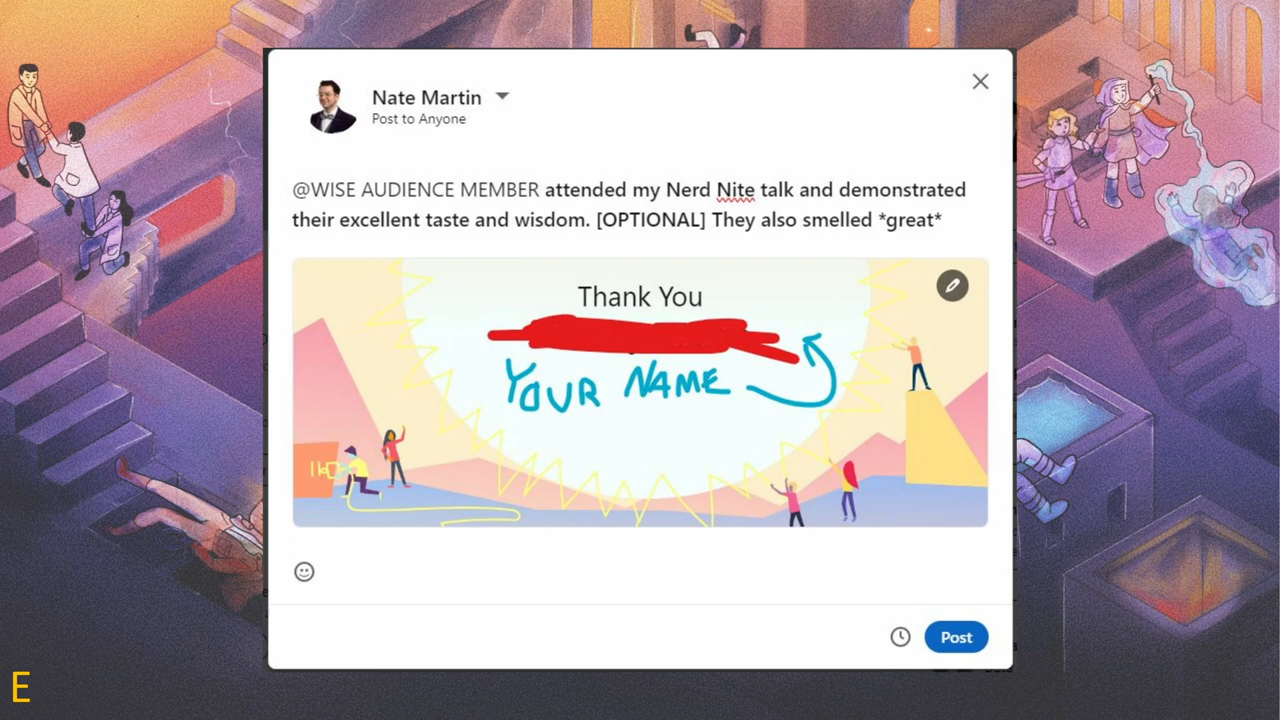 Nate Martin
Post to Anyone
@WISE AUDIENCE MEMBER attended my Nerd Nite talk and demonstrated
their excellent taste and wisdom. [OPTIONAL] They also smelled *great*
Thank You
YOUR NAME
Post
E